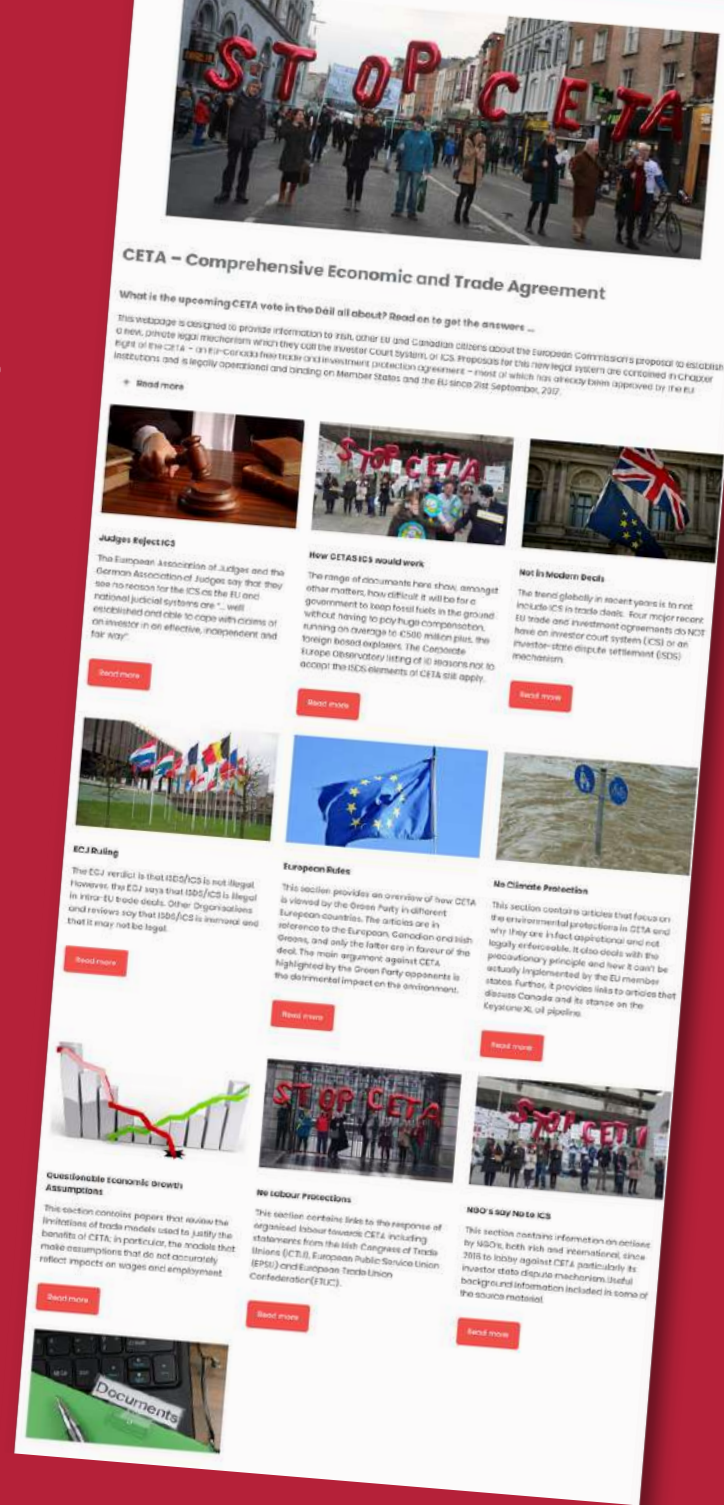 STOP CETA
CETA – Comprehensive Economic and Trade Agreement
What is the upcoming CETA vote in the Dáil all about? Read on to get the answers ...
This webpage is designed to provide information to Irish, other EU and Canadian citizens about the European Commission's proposal to establish
a new, private legal mechanism which they call the Investor Court System, or ICS. Proposals for this new legal system are contained in Chapter
Eight of the CETA – an EU-Canada free trade and investment protection agreement – most of which has already been approved by the EU
institutions and is legally operational and binding on Member States and the EU since 21st September, 2017.
+ Read more
STOP CETA
Judges Reject ICS
The European Association of Judges and the
German Association of Judges say that they
see no reason for the ICS as the EU and
national judicial systems are "... well
established and able to cope with claims of
an investor in an effective, independent and
fair way".
Read more
How CETAS ICS would work
The range of documents here show, amongst
other matters, how difficult it will be for a
government to keep fossil fuels in the ground
without having to pay huge compensation,
running on average to €500 million plus, the
foreign based explorers. The Corporate
Europe Observatory listing of 10 reasons not to
accept the ISDS elements of CETA still apply.
Read more
Not in Modern Deals
The trend globally in recent years is to not
include ICS in trade deals. Four major recent
EU trade and investment agreements do NOT
have an investor court system (ICS) or an
investor-state dispute settlement (ISDS)
mechanism.
Read more
ECJ Ruling
The ECJ verdict is that ISDS/ICS is not illegal.
However, the ECJ says that ISDS/ICS is illegal
in intra-EU trade deals. Other Organisations
and reviews say that ISDS/ICS is immoral and
that it may not be legal.
Read more
European Rules
This section provides an overview of how CETA
is viewed by the Green Party in different
European countries. The articles are in
reference to the European, Canadian and Irish
Greens, and only the latter are in favour of the
deal. The main argument against CETA
highlighted by the Green Party opponents is
the detrimental impact on the environment.
Read more
No Climate Protection
This section contains articles that focus on
the environmental protections in CETA and
why they are in fact aspirational and not
legally enforceable. It also deals with the
precautionary principle and how it can't be
actually implemented by the EU member
states. Further, it provides links to articles that
discuss Canada and its stance on the
Keystone XL oil pipeline.
Read more
STOP CETA
STOP CETA
Questionable Economic Growth
Assumptions
This section contains papers that review the
limitations of trade models used to justify the
benefits of CETA; in particular, the models that
make assumptions that do not accurately
reflect impacts on wages and employment.
Read more
No Labour Protections
This section contains links to the response of
organised labour towards CETA including
statements from the Irish Congress of Trade
Unions (ICTU), European Public Service Union
(EPSU) and European Trade Union
Confederation(ETUC).
Read more
NGO's say No to ICS
This section contains information on actions
by NGO's, both Irish and international, since
2016 to lobby against CETA particularly its
investor state dispute mechanism. Useful
background information included in some of
the source material.
Read more
Documents